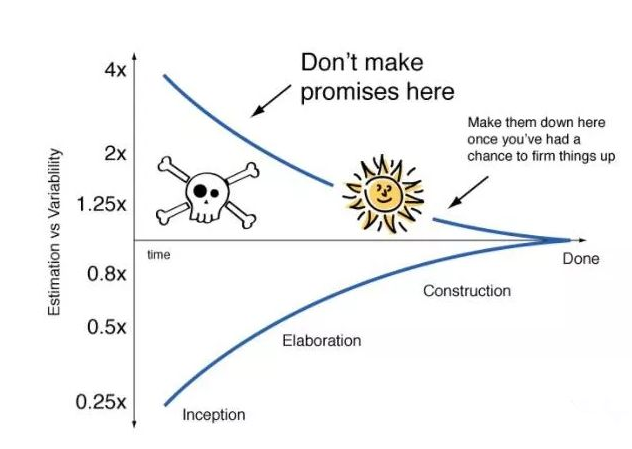 4x
Don't make
promises here
Make them down here
once you've had a
chance to firm things up
2x
1.25x
Estimation vs Variability
time
Done
0.8x
Construction
0.5x
Elaboration
0.25x
Inception